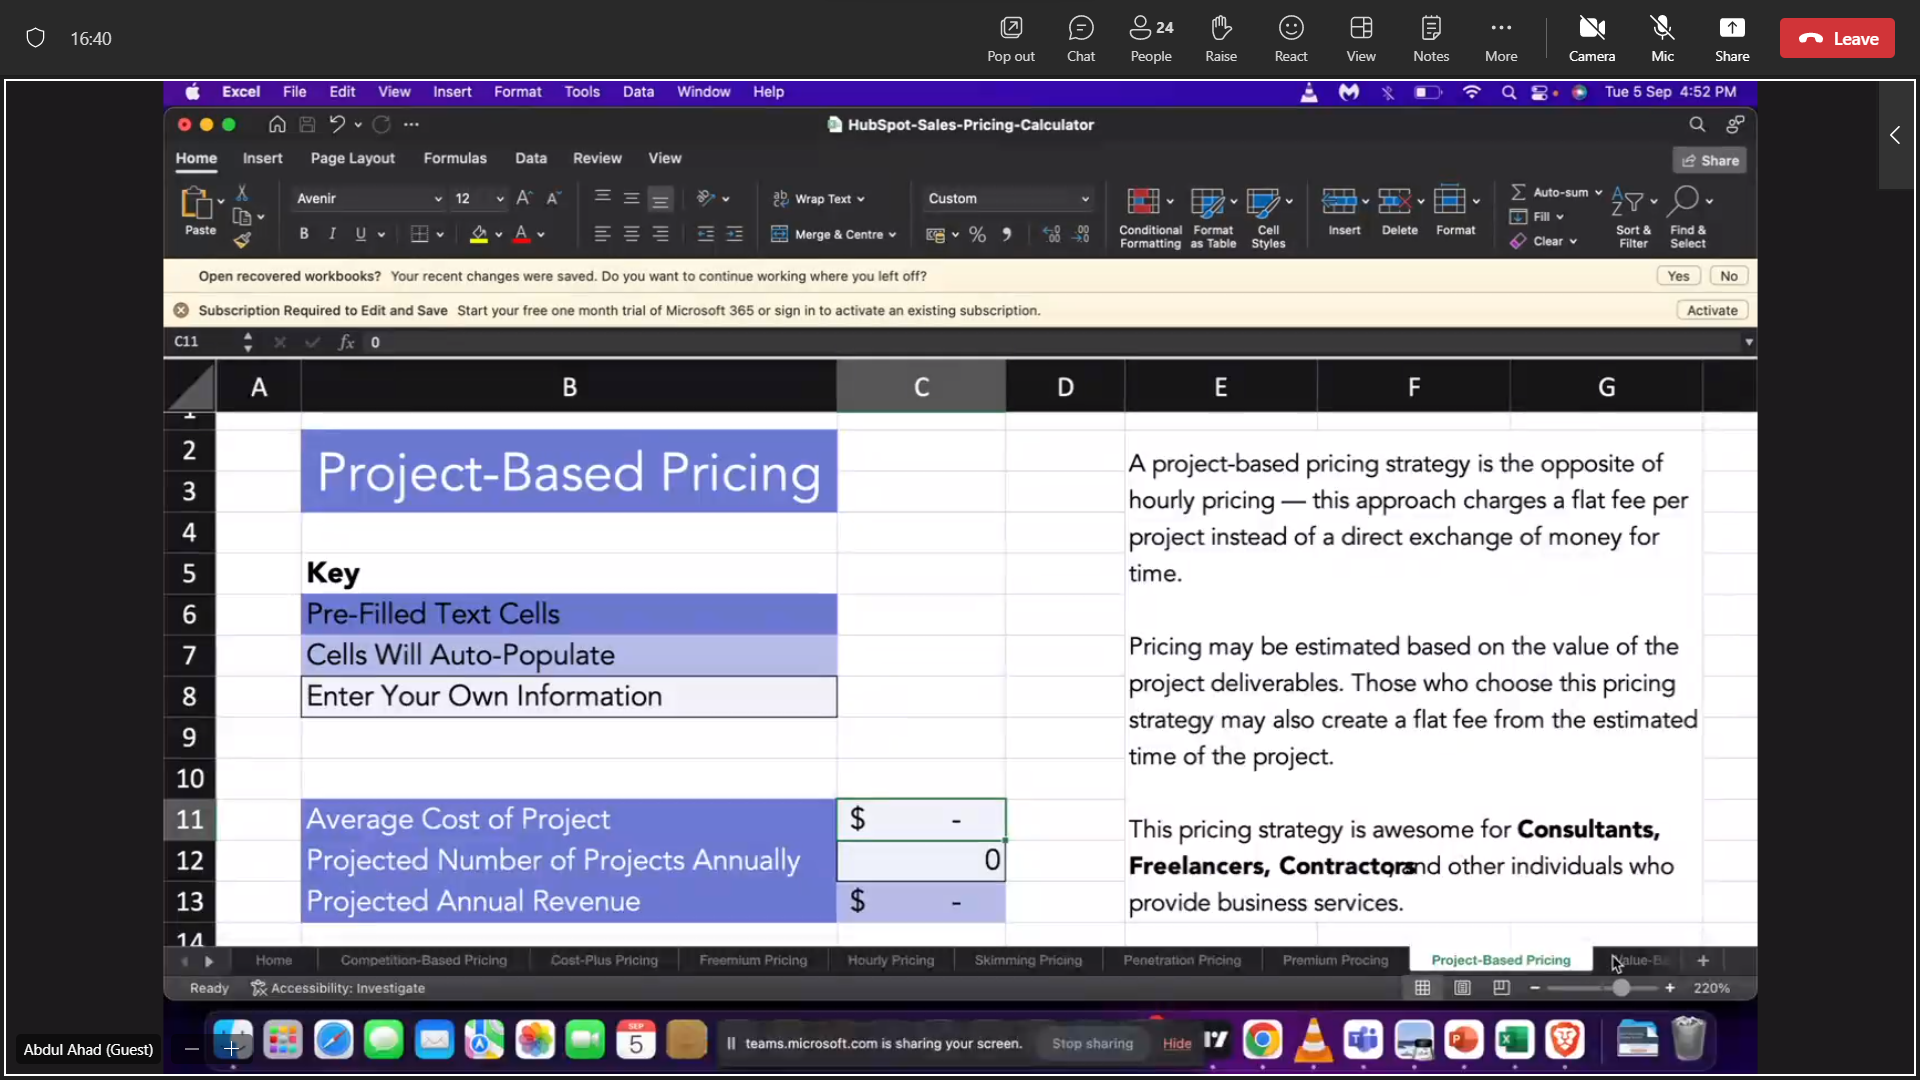 16:40
Pop out
Chat
24
People
Raise
React
View
Notes
More
Camera
Mic
Share
Leave
Excel File Edit View Insert Format Tools Data Window Help
Tue 5 Sep 4:52 PM
HubSpot-Sales-Pricing-Calculator
Home Insert Page Layout Formulas Data Review View
Share
Paste
Avenir
12
B I U
Wrap Text
Merge & Centre
Custom
Conditional Formatting
Format as Table
Cell Styles
Insert
Delete
Format
Auto-sum
Fill
Clear
Sort & Filter
Find & Select
Open recovered workbooks? Your recent changes were saved. Do you want to continue working where you left off?
Yes
No
Subscription Required to Edit and Save Start your free one month trial of Microsoft 365 or sign in to activate an existing subscription.
Activate
C11
fx 0
A B C D E F G
2
3
4
5
6
7
8
9
10
11
12
13
14
Project-Based Pricing
Key
Pre-Filled Text Cells
Cells Will Auto-Populate
Enter Your Own Information
Average Cost of Project $ -
Projected Number of Projects Annually 0
Projected Annual Revenue $ -
A project-based pricing strategy is the opposite of
hourly pricing — this approach charges a flat fee per
project instead of a direct exchange of money for
time.
Pricing may be estimated based on the value of the
project deliverables. Those who choose this pricing
strategy may also create a flat fee from the estimated
time of the project.
This pricing strategy is awesome for Consultants,
Freelancers, Contractors, and other individuals who
provide business services.
Home Competition-Based Pricing Cost-Plus Pricing Freemium Pricing Hourly Pricing Skimming Pricing Penetration Pricing Premium Procing Project-Based Pricing
Ready
Accessibility: Investigate
220%
Abdul Ahad (Guest)
SEP
5
teams.microsoft.com is sharing your screen.
Stop sharing
Hide